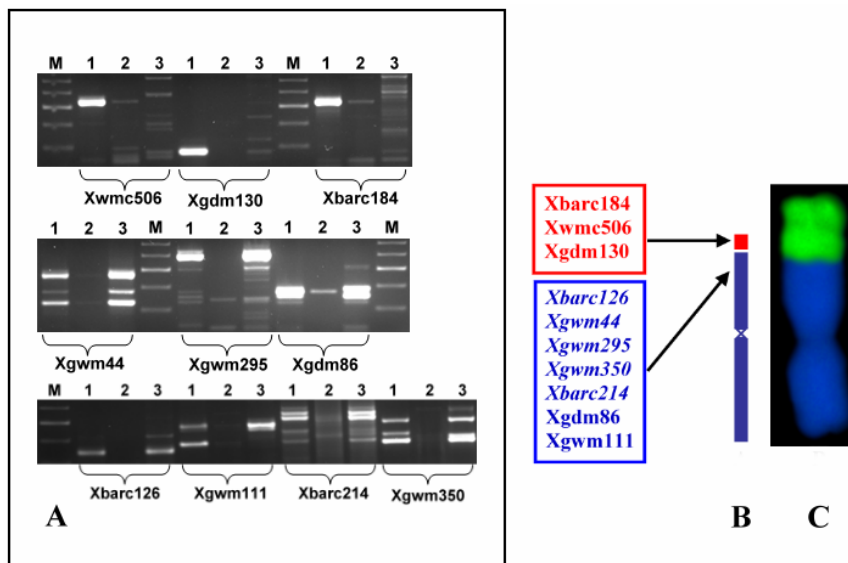 M 1 2 3 1 2 3 M 1 2 3
Xwmc506 Xgdm130 Xbarc184
1 2 3 M 1 2 3 1 2 3 M
Xgwm44 Xgwm295 Xgdm86
M 1 2 3 1 2 3 1 2 3 1 2 3
Xbarc126 Xgwm111 Xbarc214 Xgwm350
A
Xbarc184
Xwmc506
Xgdm130
Xbarc126
Xgwm44
Xgwm295
Xgwm350
Xbarc214
Xgdm86
Xgwm111
B C